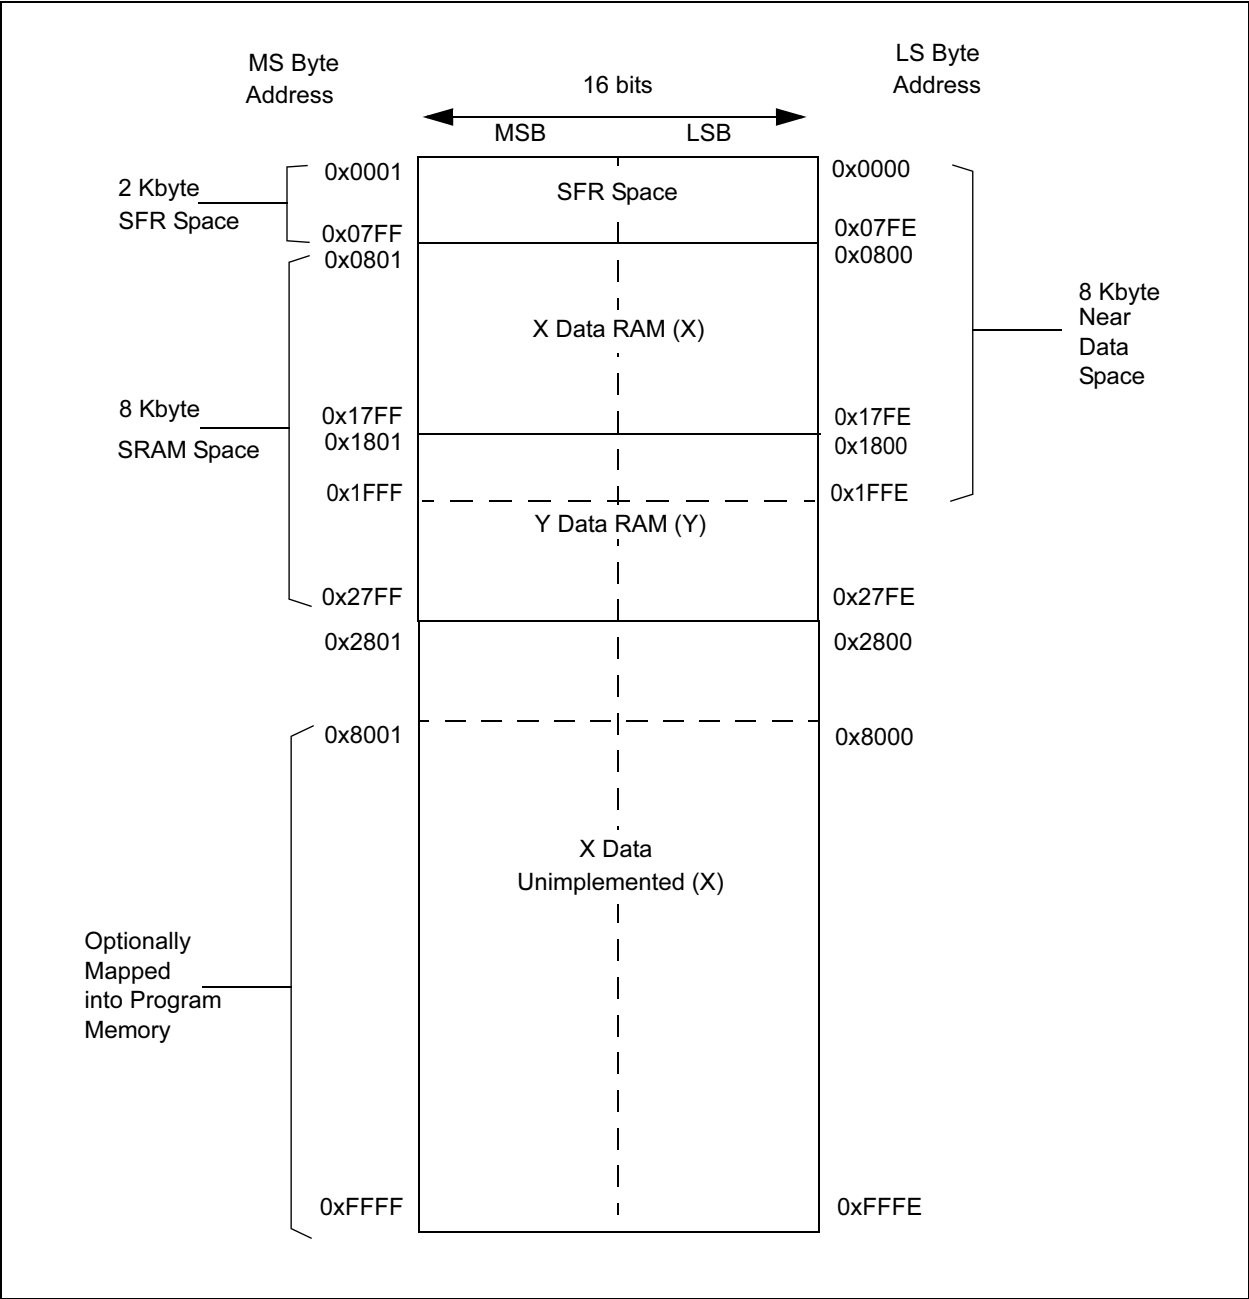 MS Byte
Address
16 bits
LS Byte
Address
MSB
LSB
0x0001
0x0000
2 Kbyte
SFR Space
SFR Space
0x07FF
0x07FE
0x0801
0x0800
8 Kbyte
Near
Data
Space
X Data RAM (X)
8 Kbyte
SRAM Space
0x17FF
0x17FE
0x1801
0x1800
0x1FFF
0x1FFE
Y Data RAM (Y)
0x27FF
0x27FE
0x2801
0x2800
0x8001
0x8000
X Data
Unimplemented (X)
Optionally
Mapped
into Program
Memory
0xFFFF
0xFFFE